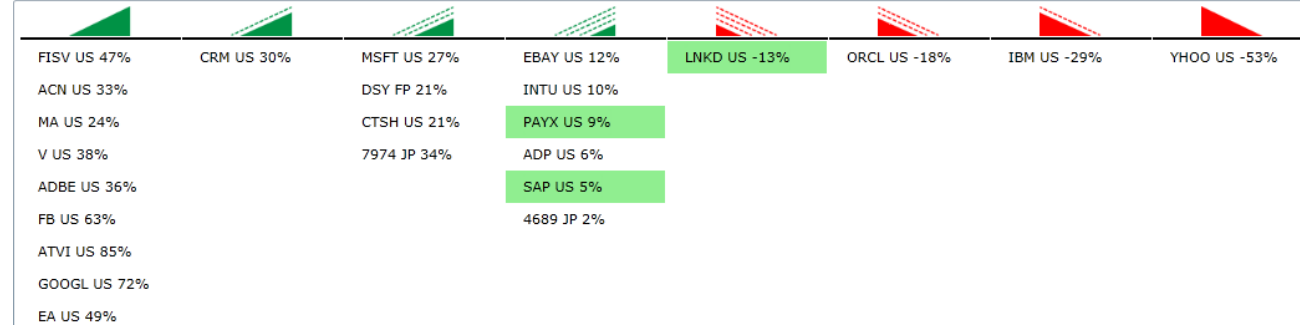 FISV US 47% CRM US 30% MSFT US 27% EBAY US 12% LNKD US -13% ORCL US -18% IBM US -29% YHOO US -53%
ACN US 33% DSY FP 21% INTU US 10%
MA US 24% CTSH US 21% PAYX US 9%
V US 38% 7974 JP 34% ADP US 6%
ADBE US 36% SAP US 5%
FB US 63% 4689 JP 2%
ATVI US 85%
GOOGL US 72%
EA US 49%